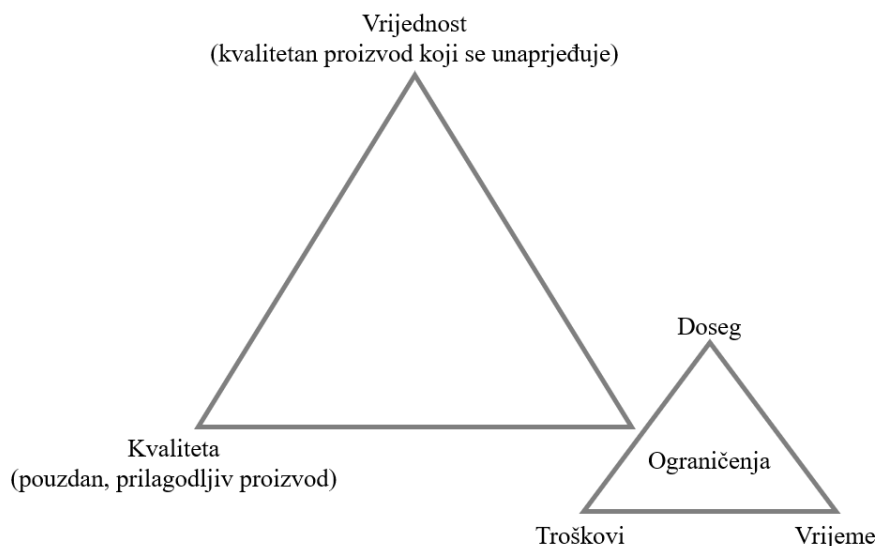 Vrijednost
(kvalitetan proizvod koji se unaprjeđuje)
Doseg
Kvaliteta
(pouzdan, prilagodljiv proizvod)
Ograničenja
Troškovi
Vrijeme